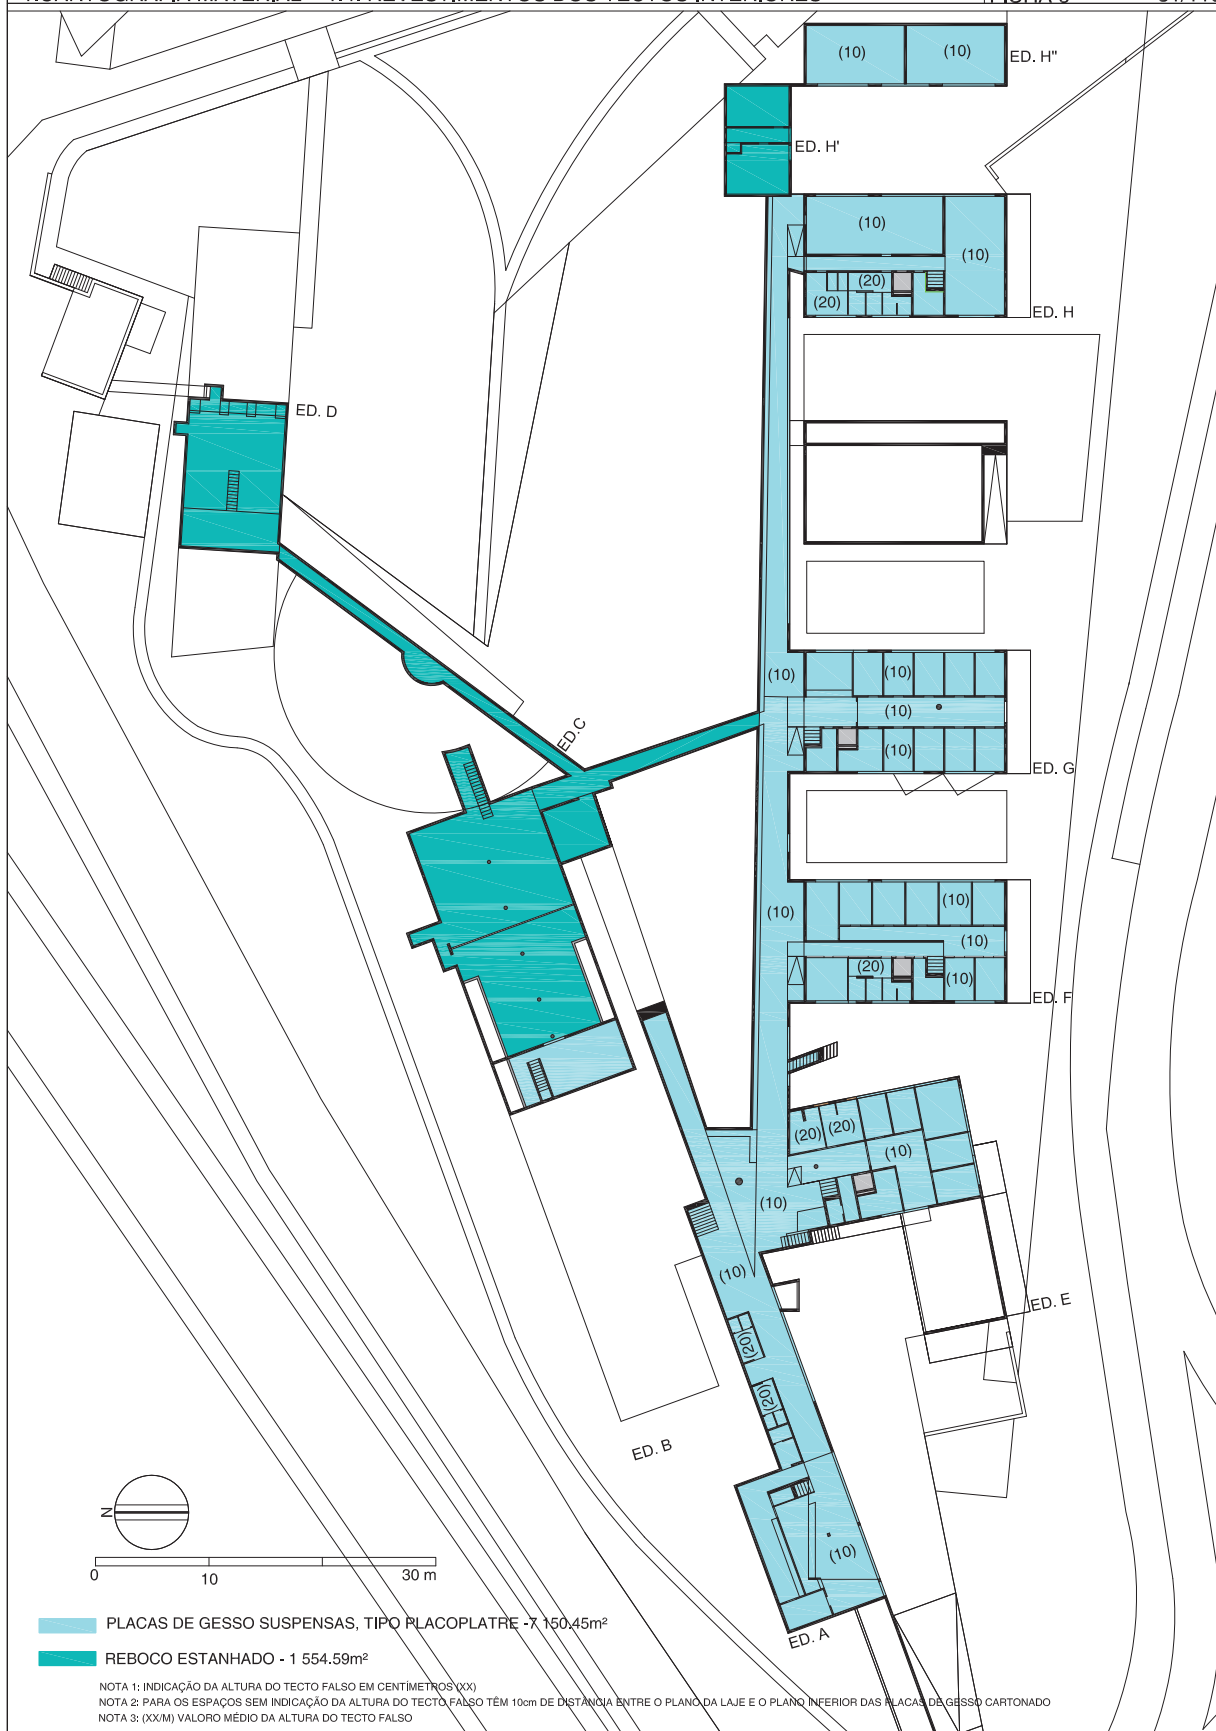 (10)
(10)
ED. H"
ED. H'
(10)
(10)
(20)
(20)
ED. H
ED. D
(10)
(10)
(10)
(10)
ED. G
ED.C
(10)
(10)
(10)
(20)
(10)
ED. F
(20)
(20)
(10)
(10)
(10)
ED. E
(20)
(20)
ED. B
(10)
ED. A
N
0 10 30 m
PLACAS DE GESSO SUSPENSAS, TIPO PLACOPLATRE -7 150.45m²
REBOCO ESTANHADO - 1 554.59m²
NOTA 1: INDICAÇÃO DA ALTURA DO TECTO FALSO EM CENTÍMETROS (XX)
NOTA 2: PARA OS ESPAÇOS SEM INDICAÇÃO DA ALTURA DO TECTO FALSO TÊM 10cm DE DISTÂNCIA ENTRE O PLANO DA LAJE E O PLANO INFERIOR DAS PLACAS DE GESSO CARTONADO
NOTA 3: (XX/M) VALORO MÉDIO DA ALTURA DO TECTO FALSO